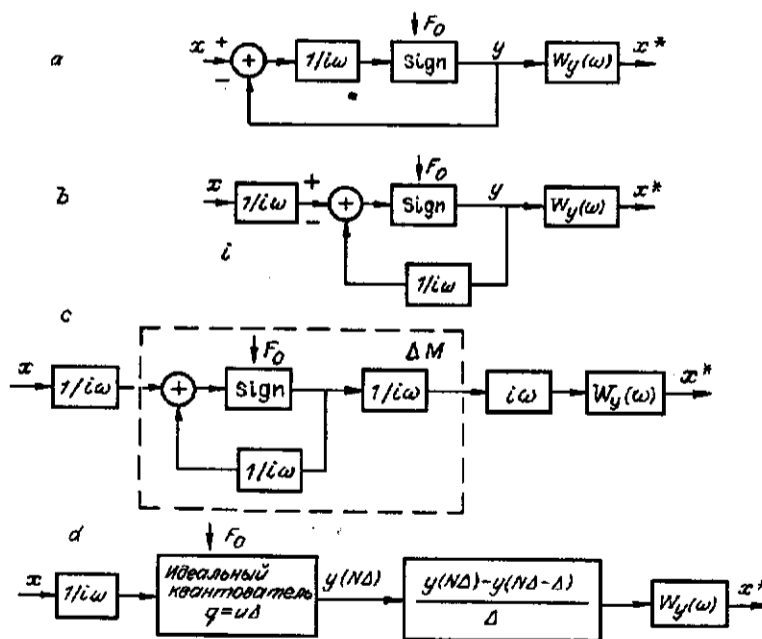 a
x + − + 1/iω Sign F₀ y W_y(ω) x*
b
x 1/iω + − + Sign F₀ y W_y(ω) x*
1/iω
i
c
x 1/iω + Sign F₀ ΔM 1/iω iω W_y(ω) x*
1/iω
d
F₀
x 1/iω Идеальный
квантователь
q=uΔ
y(NΔ)
y(NΔ)-y(NΔ-Δ)
Δ
W_y(ω) x*